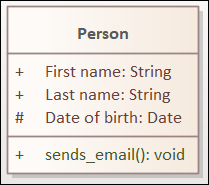 Person
+ First name: String
+ Last name: String
# Date of birth: Date
+ sends_email(): void